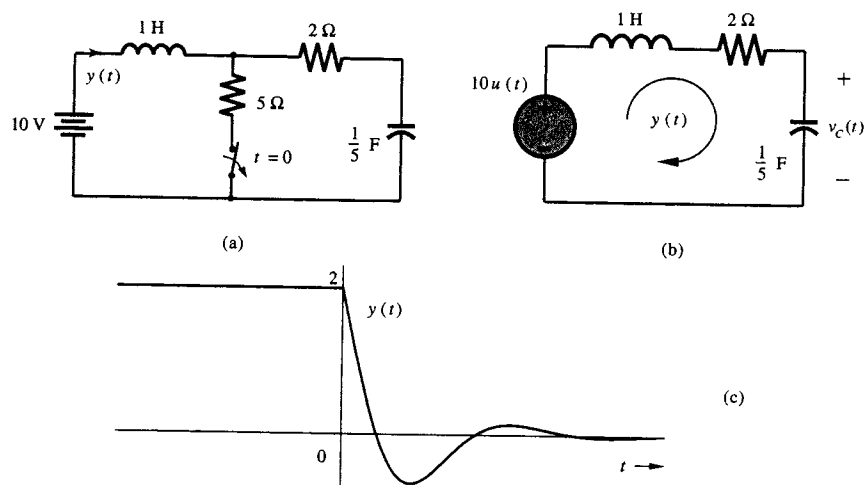 1 H
2 Ω
y(t)
5 Ω
10 V
1/5 F
t = 0
(a)
1 H
2 Ω
10u(t)
y(t)
+
v_C(t)
1/5 F
−
(b)
2
y(t)
(c)
0
t →